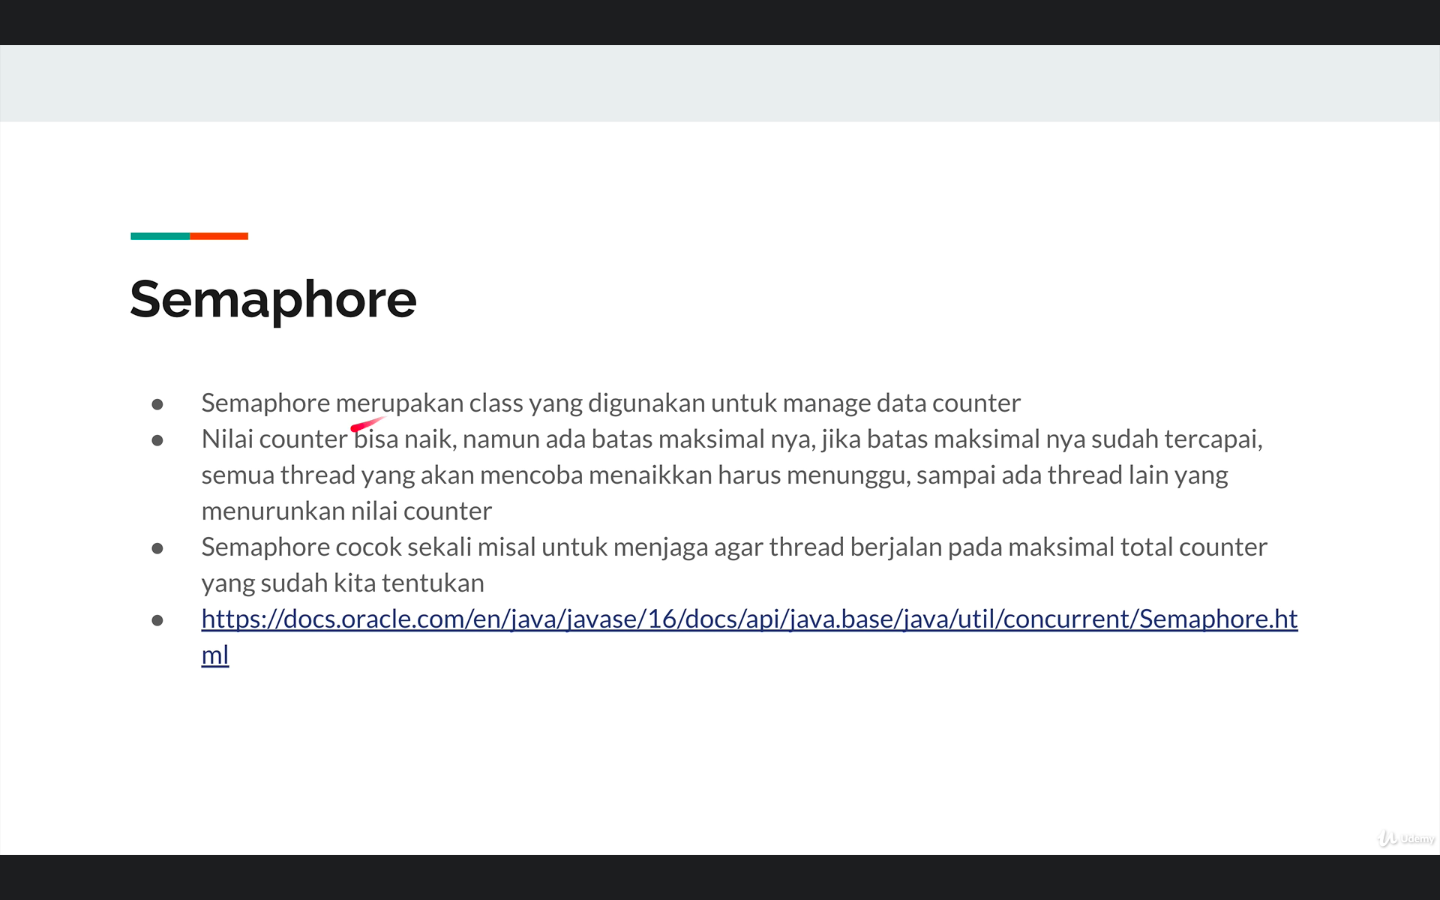 Semaphore
● Semaphore merupakan class yang digunakan untuk manage data counter
● Nilai counter bisa naik, namun ada batas maksimal nya, jika batas maksimal nya sudah tercapai,
semua thread yang akan mencoba menaikkan harus menunggu, sampai ada thread lain yang
menurunkan nilai counter
● Semaphore cocok sekali misal untuk menjaga agar thread berjalan pada maksimal total counter
yang sudah kita tentukan
● https://docs.oracle.com/en/java/javase/16/docs/api/java.base/java/util/concurrent/Semaphore.ht
ml
Udemy